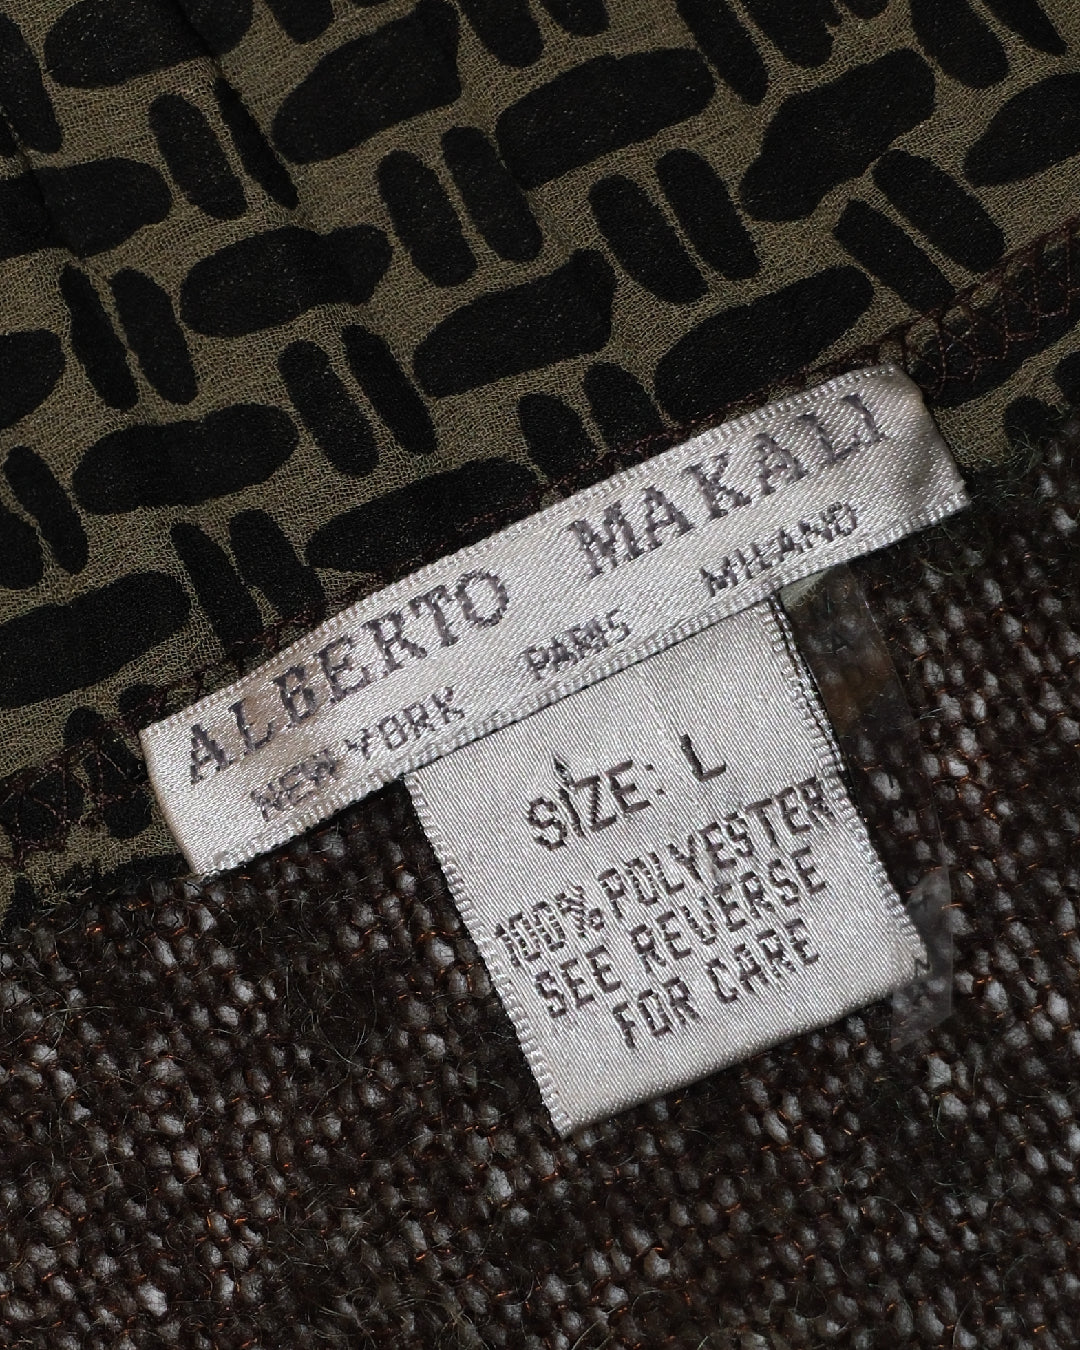 ALBERTO MAKALI
NEW YORK PARIS MILANO
SIZE: L
100% POLYESTER
SEE REVERSE
FOR CARE